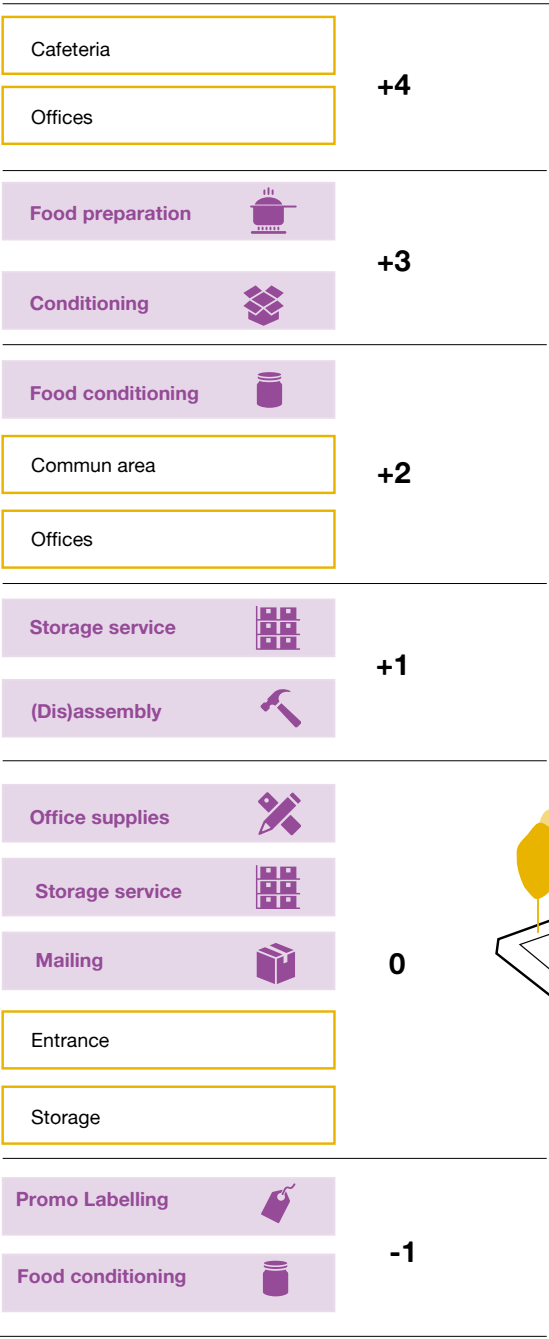 Cafeteria
+4
Offices
Food preparation
+3
Conditioning
Food conditioning
Commun area
+2
Offices
Storage service
+1
(Dis)assembly
Office supplies
Storage service
Mailing
0
Entrance
Storage
Promo Labelling
-1
Food conditioning